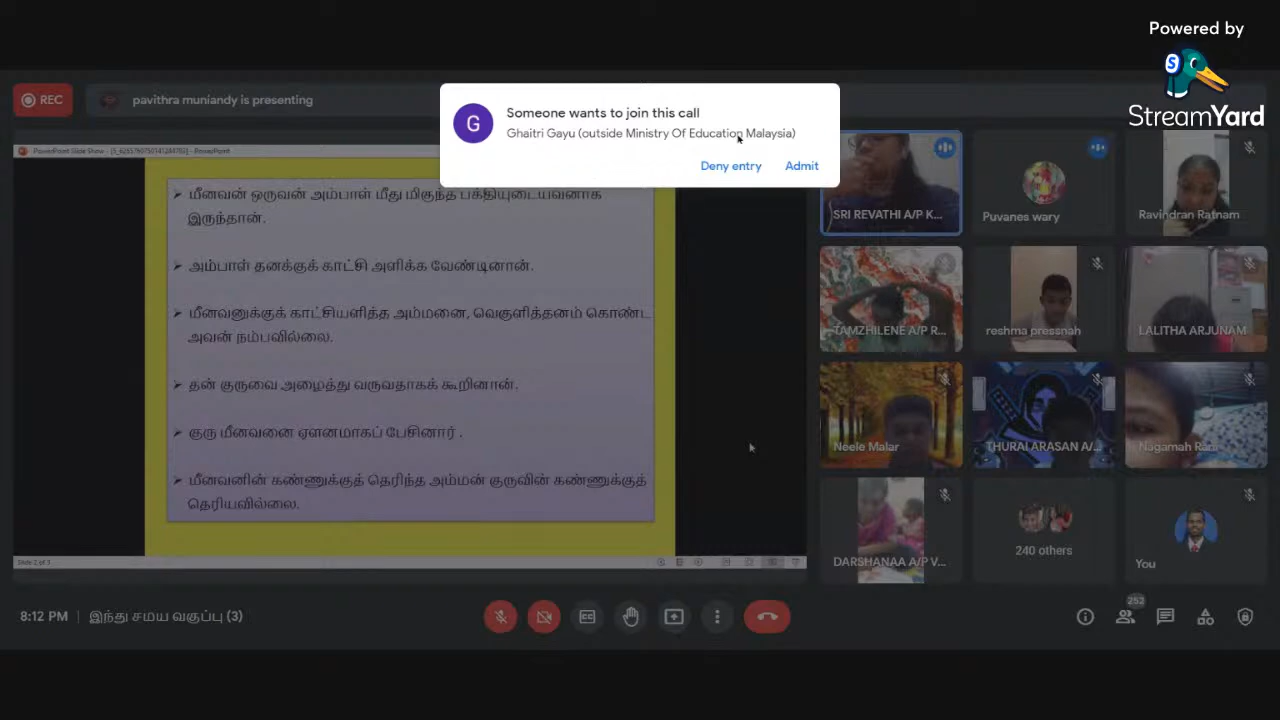 Powered by
StreamYard
REC
pavithra muniandy is presenting
Someone wants to join this call
G
Ghaitri Gayu (outside Ministry Of Education Malaysia)
Deny entry
Admit
மீனவன் ஒருவன் அம்பாள் மீது மிகுந்த பக்தியுடையவனாக
இருந்தான்.
அம்பாள் தனக்குக் காட்சி அளிக்க வேண்டினான்.
மீனவனுக்குக் காட்சியளித்த அம்மனை, வெகுளித்தனம் கொண்ட
அவன் நம்பவில்லை.
தன் குருவை அழைத்து வருவதாகக் கூறினான்.
குரு மீனவனை ஏளனமாகப் பேசினார் .
மீனவனின் கண்ணுக்குத் தெரிந்த அம்மன் குருவின் கண்ணுக்குத்
தெரியவில்லை.
SRI REVATHI A/P K...
Puvanes wary
Ravindran Ratnam
TAMZHILENE A/P R...
reshma pressnah
LALITHA ARJUNAM
Neele Malar
THURAI ARASAN A/...
Nagamah Rani
DARSHANAA A/P V...
240 others
You
8:12 PM
இந்து சமய வகுப்பு (3)
252